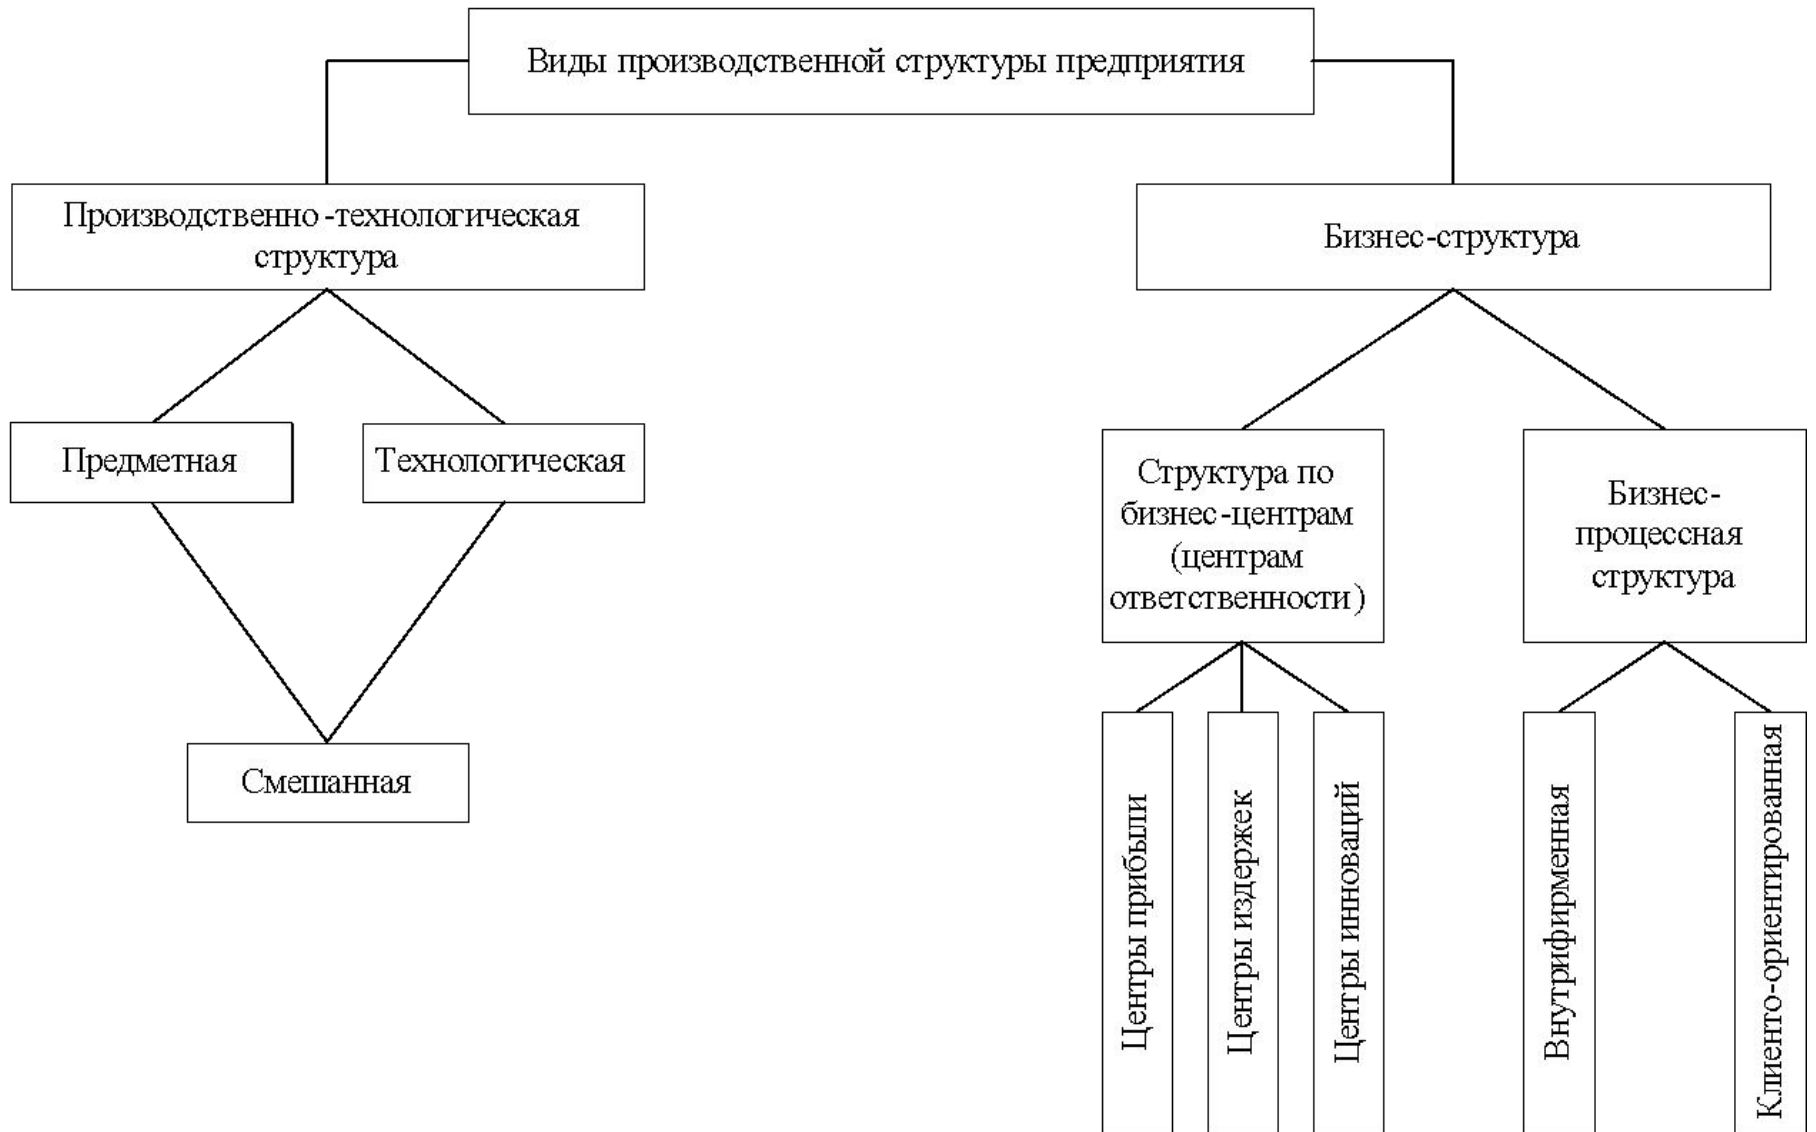 Виды производственной структуры предприятия
Производственно-технологическая
структура
Бизнес-структура
Предметная
Технологическая
Структура по
бизнес-центрам
(центрам
ответственности)
Бизнес-
процессная
структура
Смешанная
Центры прибыли
Центры издержек
Центры инноваций
Внутрифирменная
Клиенто-ориентированная